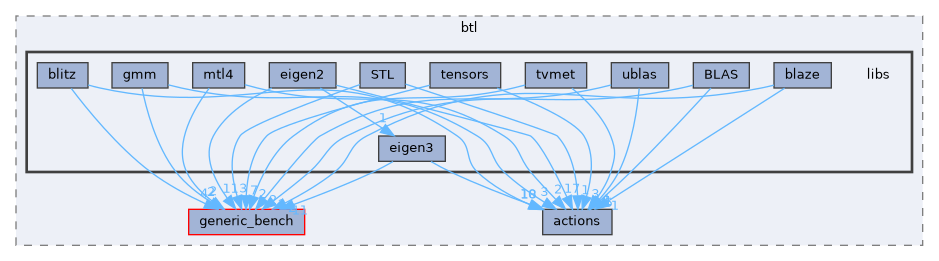 btl
blitz
gmm
mtl4
eigen2
STL
tensors
tvmet
ublas
BLAS
blaze
libs
1
eigen3
generic_bench
actions